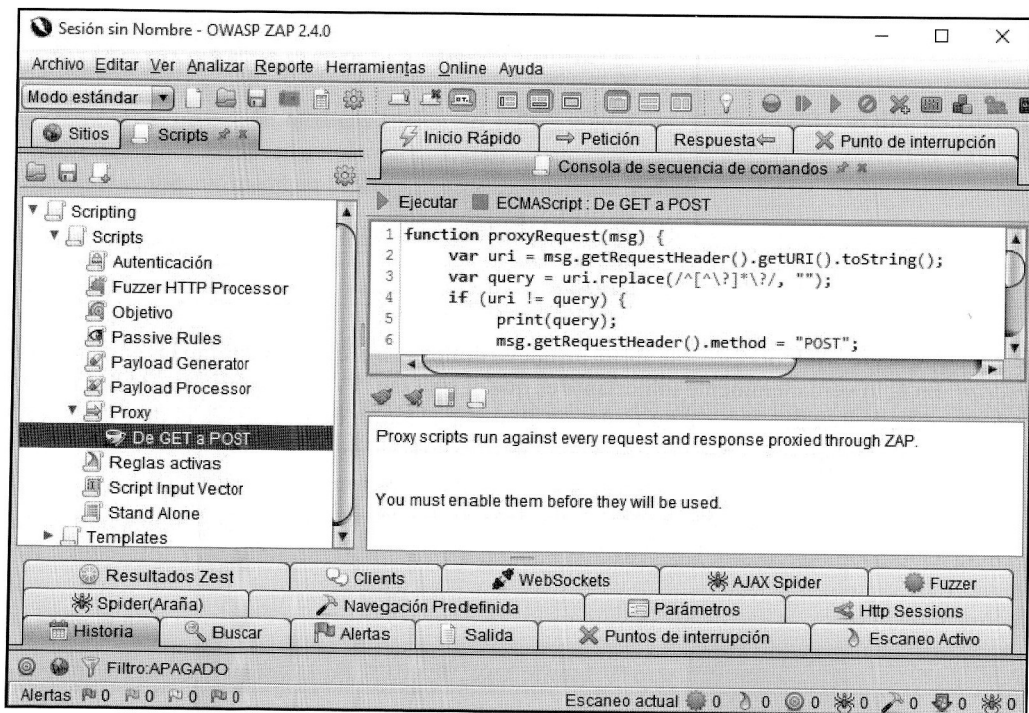 Sesión sin Nombre - OWASP ZAP 2.4.0
Archivo Editar Ver Analizar Reporte Herramientas Online Ayuda
Modo estándar
Sitios Scripts
Inicio Rápido Petición Respuesta Punto de interrupción
Consola de secuencia de comandos
Ejecutar ECMAScript : De GET a POST
Scripting
Scripts
Autenticación
Fuzzer HTTP Processor
Objetivo
Passive Rules
Payload Generator
Payload Processor
Proxy
De GET a POST
Reglas activas
Script Input Vector
Stand Alone
Templates
1 function proxyRequest(msg) {
2 var uri = msg.getRequestHeader().getURI().toString();
3 var query = uri.replace(/^[^\?]*\?/, "");
4 if (uri != query) {
5 print(query);
6 msg.getRequestHeader().method = "POST";
Proxy scripts run against every request and response proxied through ZAP.
You must enable them before they will be used.
Resultados Zest Clients WebSockets AJAX Spider Fuzzer
Spider(Araña) Navegación Predefinida Parámetros Http Sessions
Historia Buscar Alertas Salida Puntos de interrupción Escaneo Activo
Filtro:APAGADO
Alertas 0 0 0 0 Escaneo actual 0 0 0 0 0 0 0